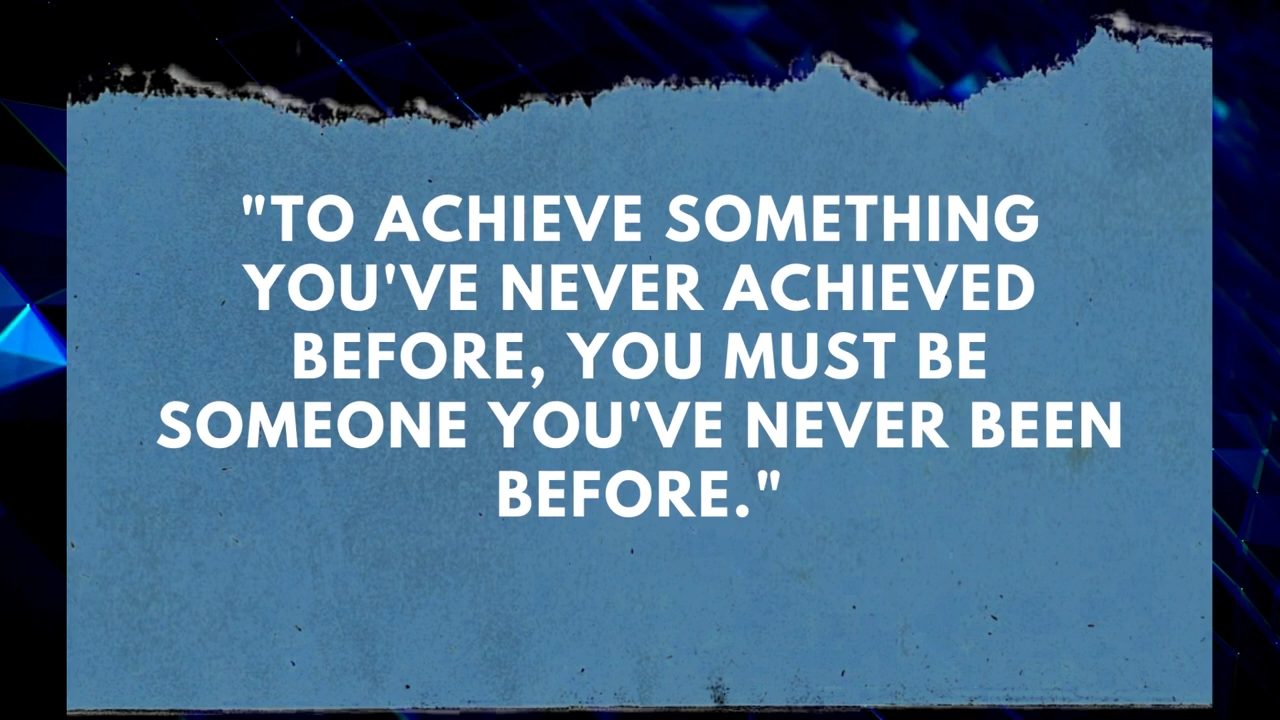 "TO ACHIEVE SOMETHING
YOU'VE NEVER ACHIEVED
BEFORE, YOU MUST BE
SOMEONE YOU'VE NEVER BEEN
BEFORE."